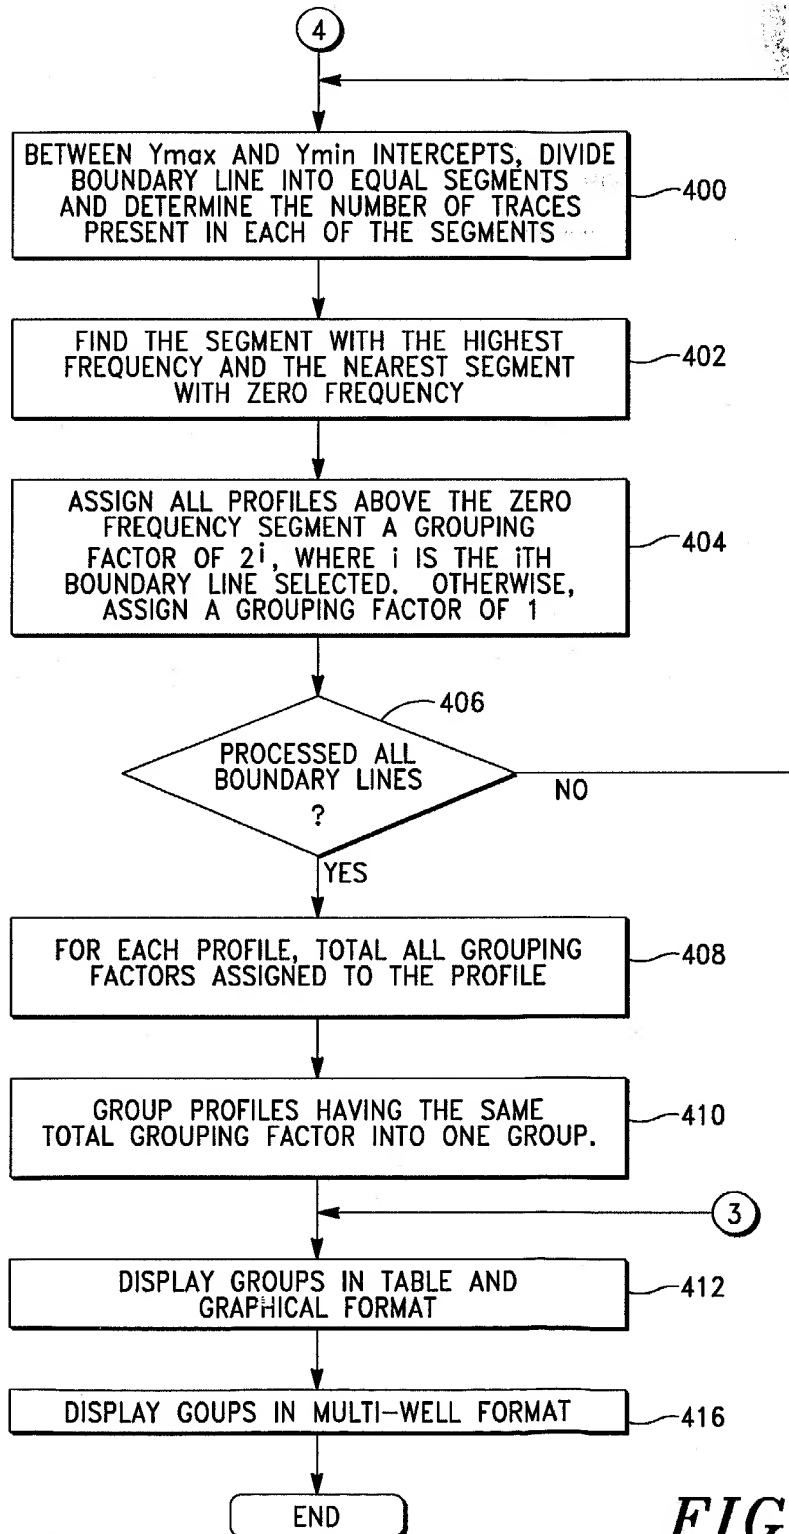 4
BETWEEN Ymax AND Ymin INTERCEPTS, DIVIDE
BOUNDARY LINE INTO EQUAL SEGMENTS
AND DETERMINE THE NUMBER OF TRACES
PRESENT IN EACH OF THE SEGMENTS
400
FIND THE SEGMENT WITH THE HIGHEST
FREQUENCY AND THE NEAREST SEGMENT
WITH ZERO FREQUENCY
402
ASSIGN ALL PROFILES ABOVE THE ZERO
FREQUENCY SEGMENT A GROUPING
FACTOR OF 2^i, WHERE i IS THE iTH
BOUNDARY LINE SELECTED. OTHERWISE,
ASSIGN A GROUPING FACTOR OF 1
404
406
PROCESSED ALL
BOUNDARY LINES
?
NO
YES
FOR EACH PROFILE, TOTAL ALL GROUPING
FACTORS ASSIGNED TO THE PROFILE
408
GROUP PROFILES HAVING THE SAME
TOTAL GROUPING FACTOR INTO ONE GROUP.
410
3
DISPLAY GROUPS IN TABLE AND
GRAPHICAL FORMAT
412
DISPLAY GOUPS IN MULTI-WELL FORMAT
416
END
FIG